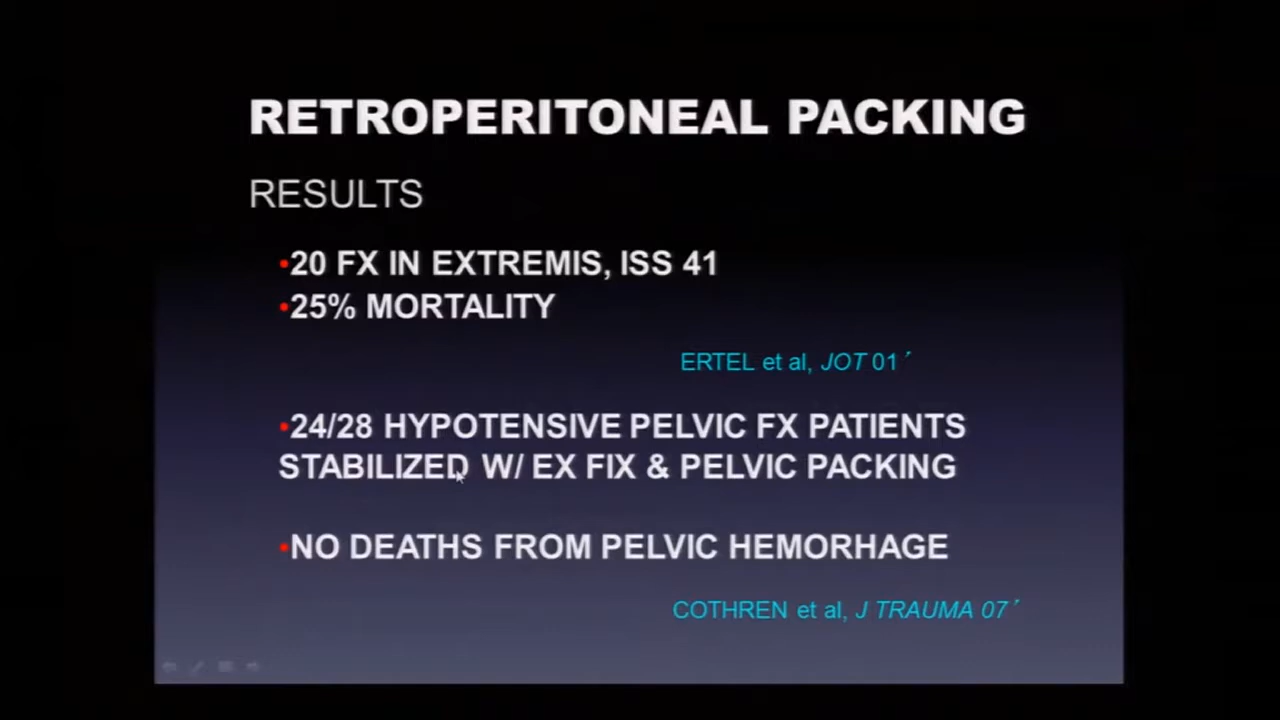 RETROPERITONEAL PACKING
RESULTS
•20 FX IN EXTREMIS, ISS 41
•25% MORTALITY
ERTEL et al, JOT 01´
•24/28 HYPOTENSIVE PELVIC FX PATIENTS
STABILIZED W/ EX FIX & PELVIC PACKING
•NO DEATHS FROM PELVIC HEMORRHAGE
COTHREN et al, J TRAUMA 07´